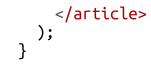 </article>
);
}